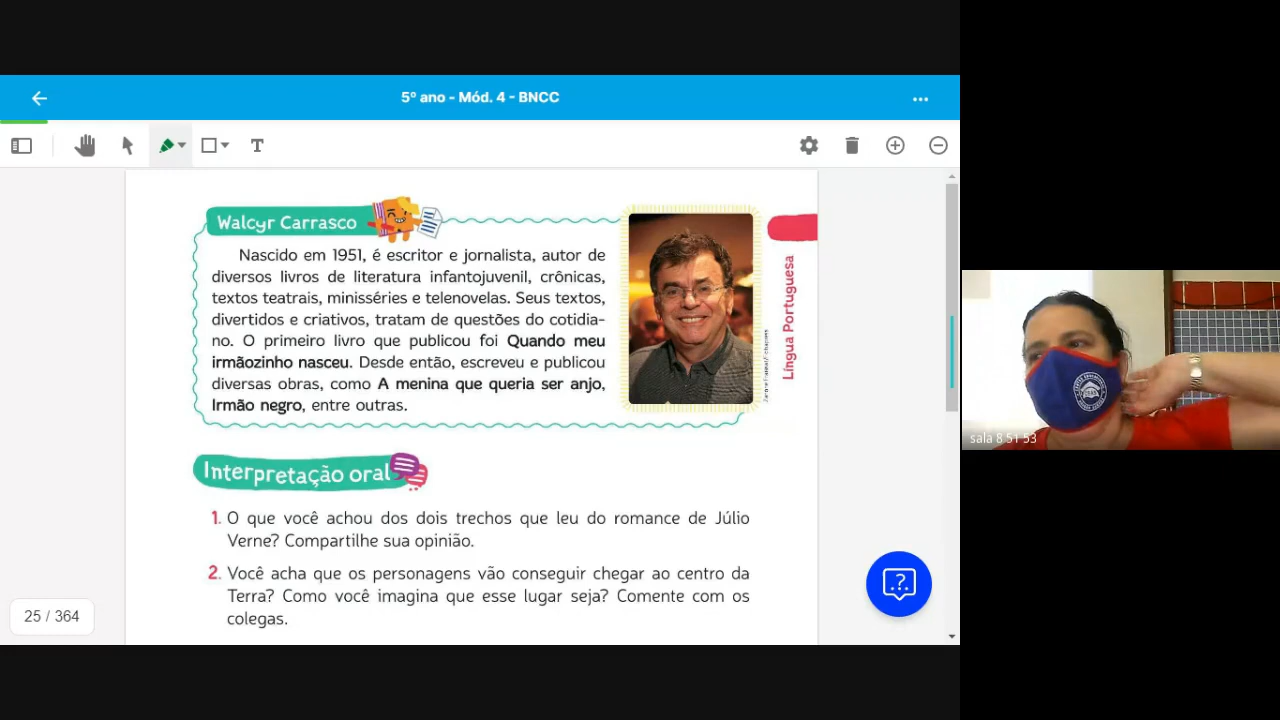 5º ano - Mód. 4 - BNCC
T
Walcyr Carrasco
Nascido em 1951, é escritor e jornalista, autor de
diversos livros de literatura infantojuvenil, crônicas,
textos teatrais, minisséries e telenovelas. Seus textos,
divertidos e criativos, tratam de questões do cotidia-
no. O primeiro livro que publicou foi Quando meu
irmãozinho nasceu. Desde então, escreveu e publicou
diversas obras, como A menina que queria ser anjo,
Irmão negro, entre outras.
Língua Portuguesa
Interpretação oral
1. O que você achou dos dois trechos que leu do romance de Júlio
Verne? Compartilhe sua opinião.
2. Você acha que os personagens vão conseguir chegar ao centro da
Terra? Como você imagina que esse lugar seja? Comente com os
colegas.
25 / 364
sala 8 51 53